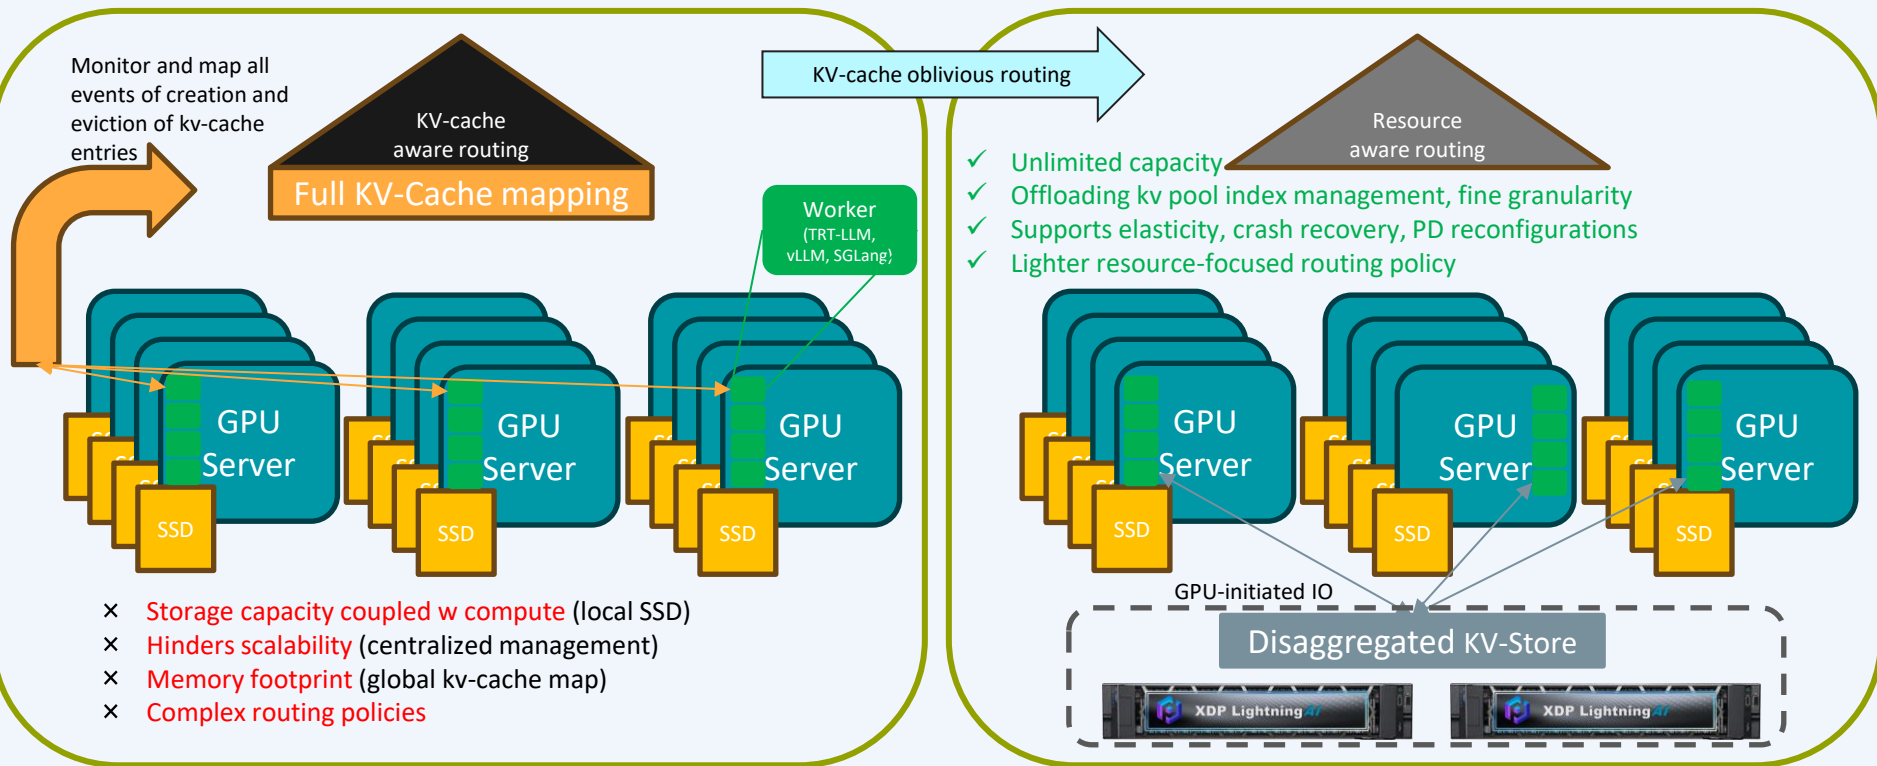 Monitor and map all
events of creation and
eviction of kv-cache
entries
KV-cache
aware routing
Full KV-Cache mapping
Worker
(TRT-LLM,
vLLM, SGLang)
GPU
Server
GPU
Server
GPU
Server
SSD
SSD
SSD
× Storage capacity coupled w compute (local SSD)
× Hinders scalability (centralized management)
× Memory footprint (global kv-cache map)
× Complex routing policies
KV-cache oblivious routing
Resource
aware routing
✓ Unlimited capacity
✓ Offloading kv pool index management, fine granularity
✓ Supports elasticity, crash recovery, PD reconfigurations
✓ Lighter resource-focused routing policy
GPU
Server
GPU
Server
GPU
Server
SSD
SSD
SSD
GPU-initiated IO
Disaggregated KV-Store
XDP Lightning AI
XDP Lightning AI